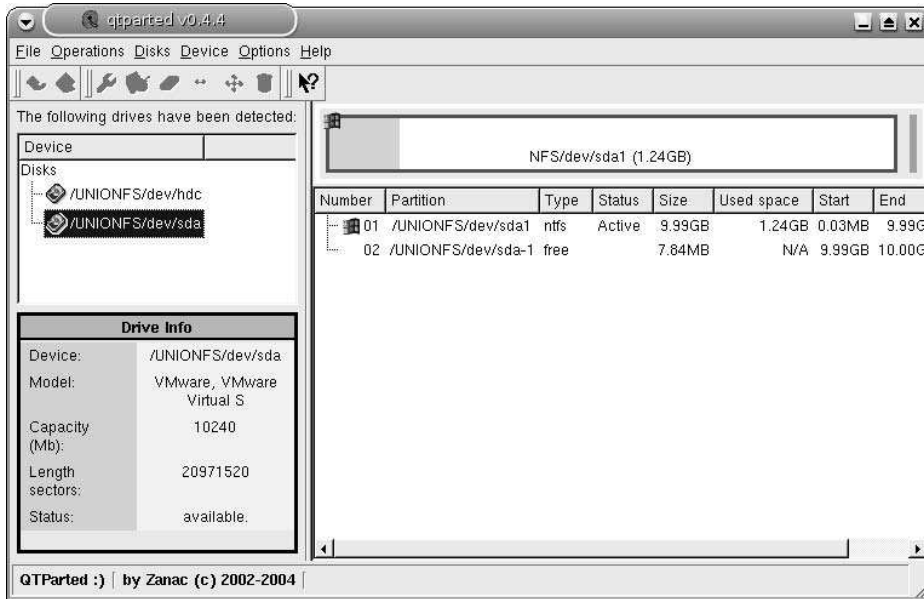 qtparted v0.4.4
File Operations Disks Device Options Help
The following drives have been detected:
Device
Disks
/UNIONFS/dev/hdc
/UNIONFS/dev/sda
NFS/dev/sda1 (1.24GB)
Number Partition Type Status Size Used space Start End
01 /UNIONFS/dev/sda1 ntfs Active 9.99GB 1.24GB 0.03MB 9.99G
02 /UNIONFS/dev/sda-1 free 7.84MB N/A 9.99GB 10.00G
Drive Info
Device: /UNIONFS/dev/sda
Model: VMware, VMware
Virtual S
Capacity 10240
(Mb):
Length 20971520
sectors:
Status: available.
QTParted :) by Zanac (c) 2002-2004